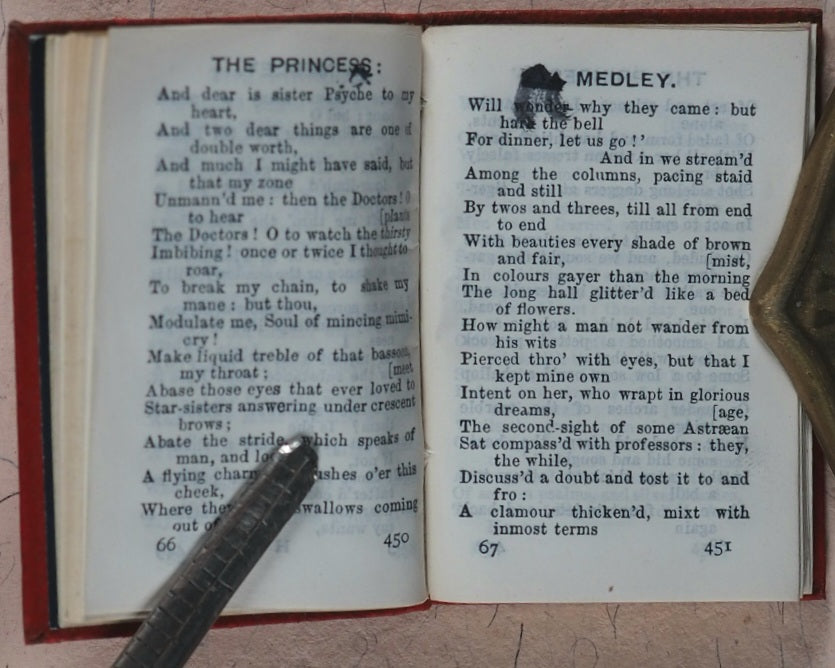 THE PRINCESS:
And dear is sister Psyche to my
heart,
And two dear things are one of
double worth,
And much I might have said, but
that my zone
Unmann'd me: then the Doctors! O
to hear [plants
The Doctors! O to watch the thirsty
Imbibing! once or twice I thought to
roar,
To break my chain, to shake my
mane: but thou,
Modulate me, Soul of mincing mimi-
cry!
Make liquid treble of that bassoon,
my throat; [meet
Abase those eyes that ever loved to
Star-sisters answering under crescent
brows;
Abate the stride, which speaks of
man, and
A flying o'er this
cheek,
Where swallows coming
out of
66 450
MEDLEY.
Will wonder why they came: but
hark the bell
For dinner, let us go!'
And in we stream'd
Among the columns, pacing staid
and still
By twos and threes, till all from end
to end
With beauties every shade of brown
and fair, [mist,
In colours gayer than the morning
The long hall glitter'd like a bed
of flowers.
How might a man not wander from
his wits
Pierced thro' with eyes, but that I
kept mine own
Intent on her, who wrapt in glorious
dreams, [age,
The second-sight of some Astræan
Sat compass'd with professors: they,
the while,
Discuss'd a doubt and tost it to and
fro:
A clamour thicken'd, mixt with
inmost terms
67 451